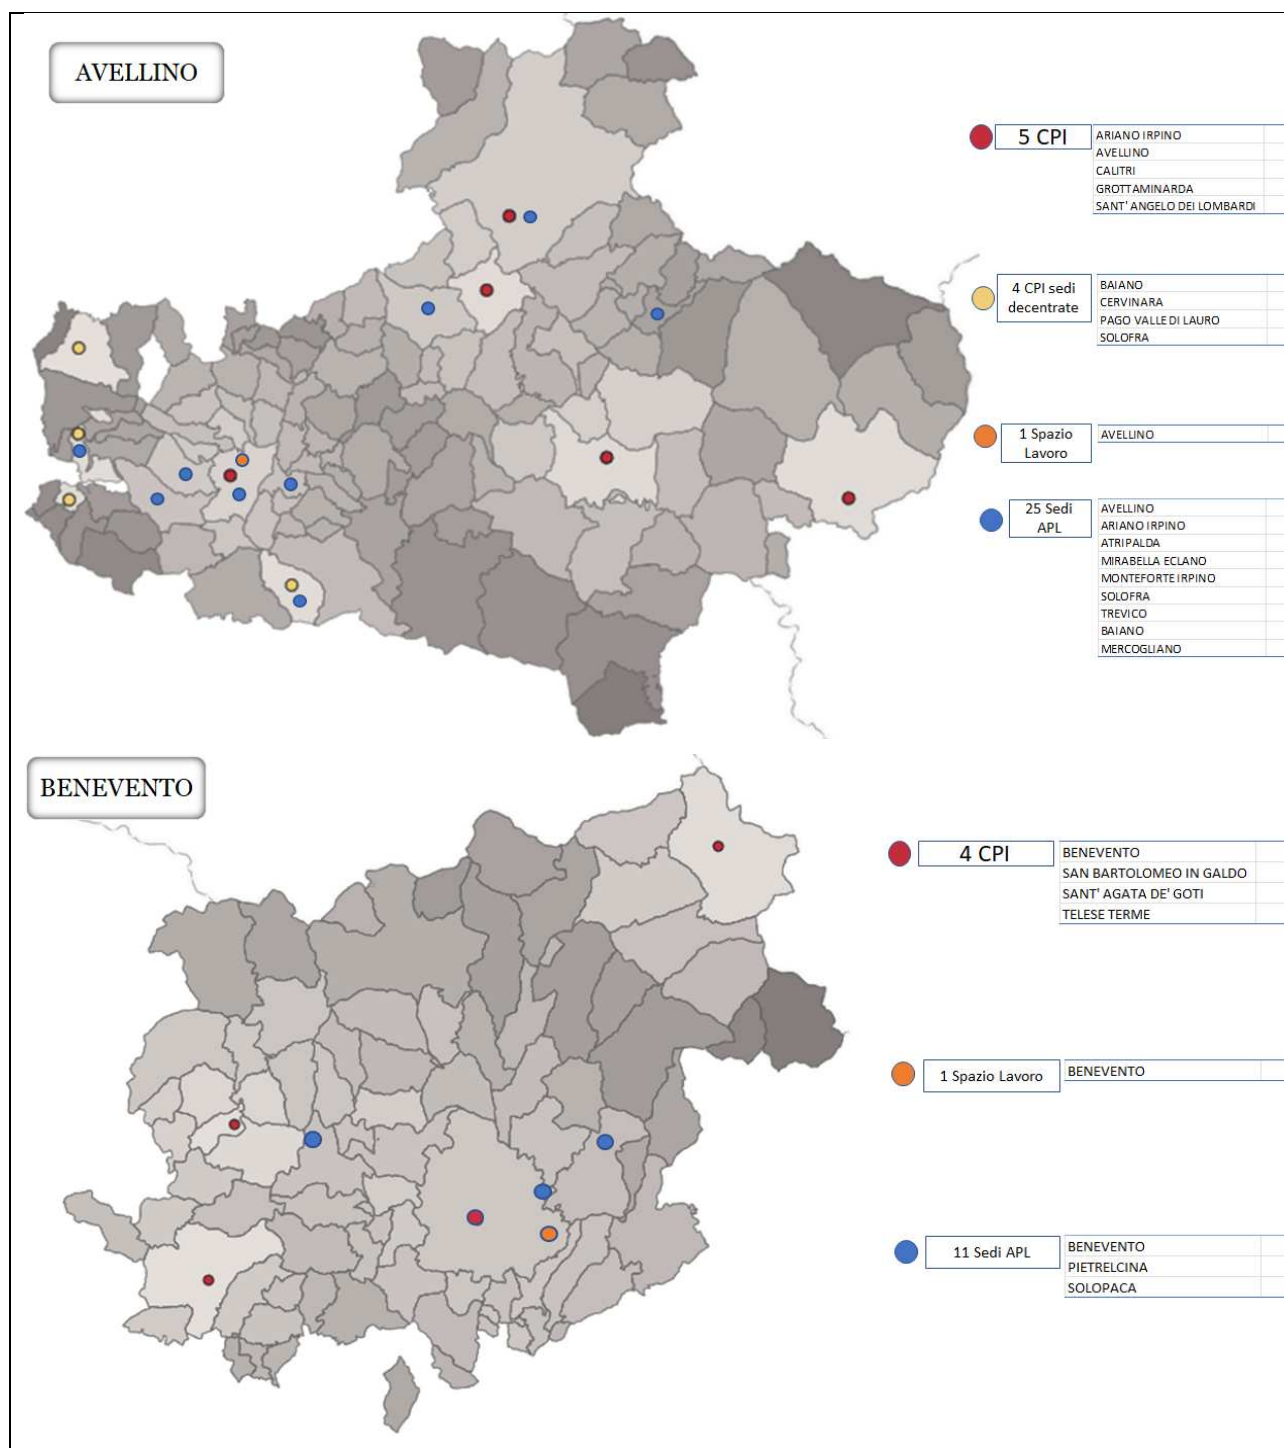 AVELLINO
5 CPI
ARIANO IRPINO
AVELLINO
CALITRI
GROTTAMINARDA
SANT' ANGELO DEI LOMBARDI
4 CPI sedi
decentrate
BAIANO
CERVINARA
PAGO VALLE DI LAURO
SOLOFRA
1 Spazio
Lavoro
AVELLINO
25 Sedi
APL
AVELLINO
ARIANO IRPINO
ATRIPALDA
MIRABELLA ECLANO
MONTEFORTE IRPINO
SOLOFRA
TREVICO
BAIANO
MERCOGLIANO
BENEVENTO
4 CPI
BENEVENTO
SAN BARTOLOMEO IN GALDO
SANT' AGATA DE' GOTI
TELESE TERME
1 Spazio Lavoro
BENEVENTO
11 Sedi APL
BENEVENTO
PIETRELCINA
SOLOPACA